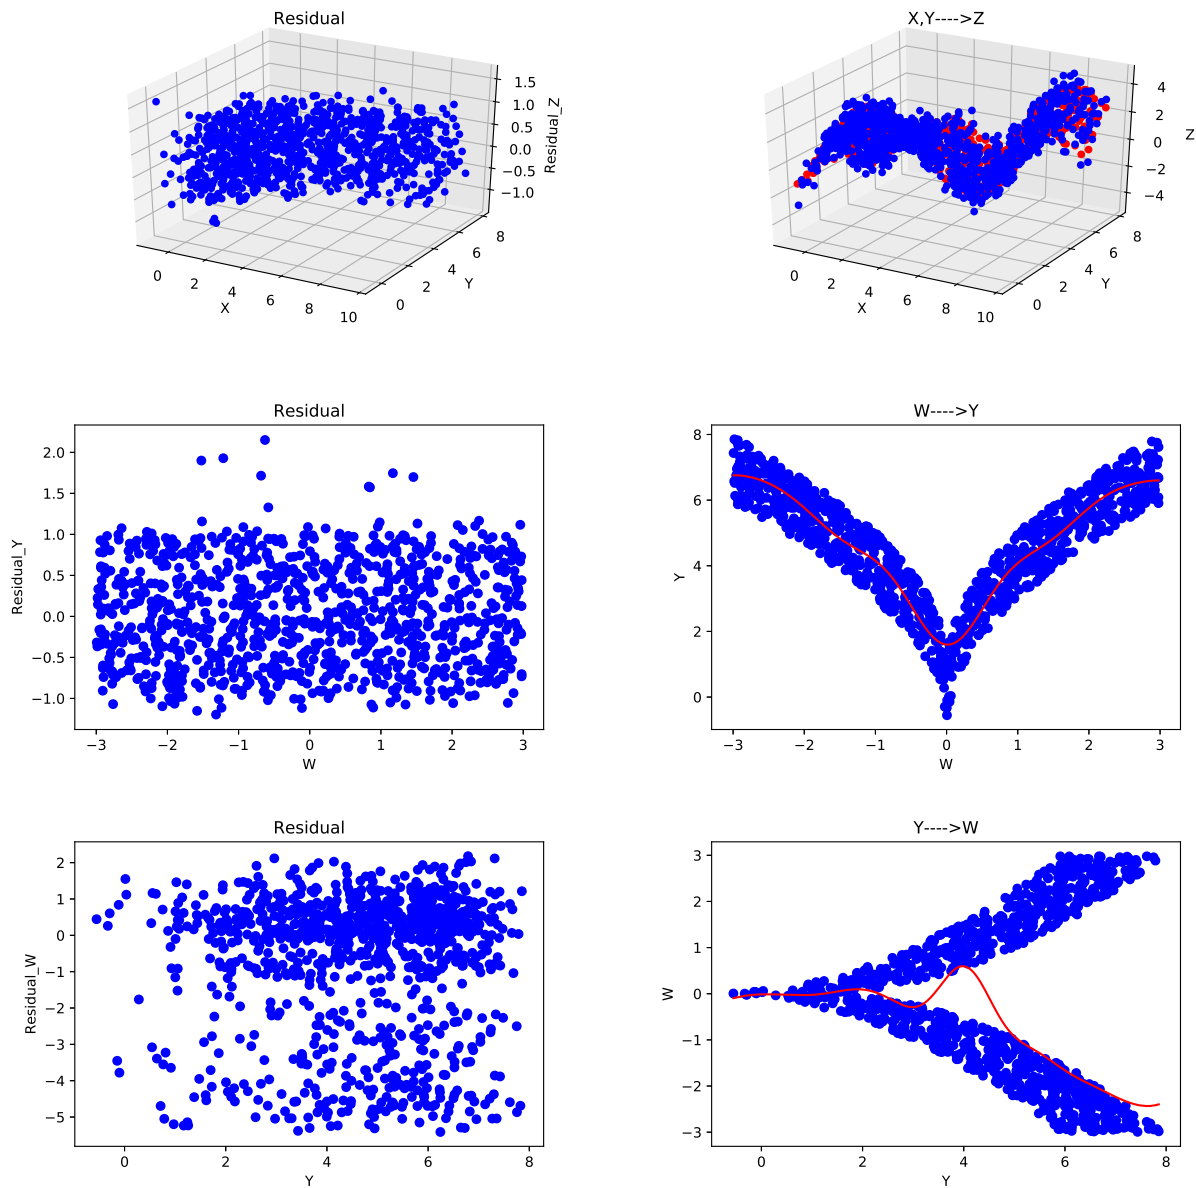 Residual
1.5
1.0
0.5
0.0
−0.5
−1.0
Residual_Z
0 2 4 6 8 10
X
0 2 4 6 8
Y
X,Y---->Z
4
2
0
−2
−4
Z
0 2 4 6 8 10
X
0 2 4 6 8
Y
Residual
2.0
1.5
1.0
0.5
0.0
−0.5
−1.0
Residual_Y
−3 −2 −1 0 1 2 3
W
W---->Y
8
6
4
2
0
Y
−3 −2 −1 0 1 2 3
W
Residual
2
1
0
−1
−2
−3
−4
−5
Residual_W
0 2 4 6 8
Y
Y---->W
3
2
1
0
−1
−2
−3
W
0 2 4 6 8
Y